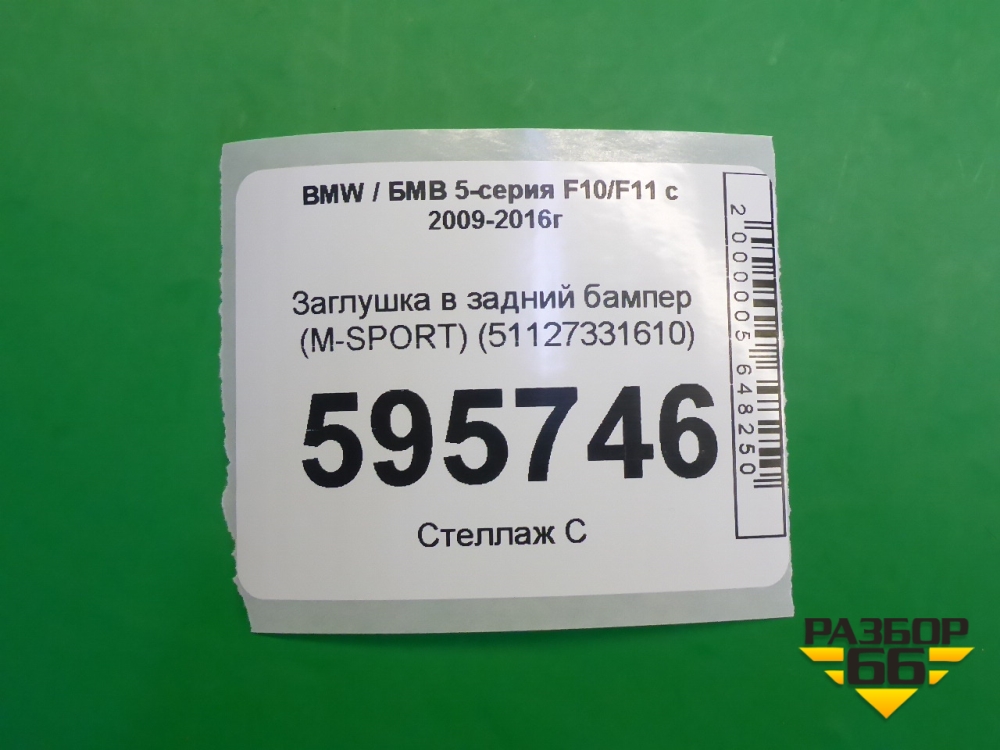 BMW / БМВ 5-серия F10/F11 с
2009-2016г
Заглушка в задний бампер
(M-SPORT) (51127331610)
595746
Стеллаж С
2000005648250
РАЗБОР
66